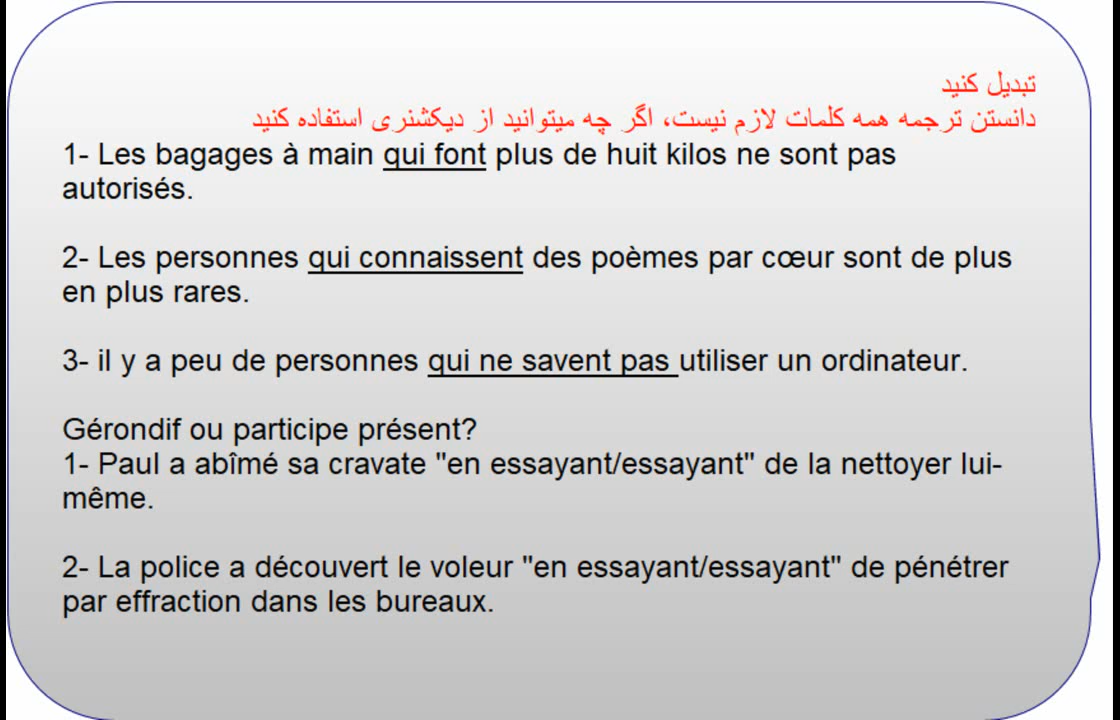 تبدیل کنید
دانستن ترجمه همه کلمات لازم نیست، اگر چه میتوانید از دیکشنری استفاده کنید
1- Les bagages à main qui font plus de huit kilos ne sont pas
autorisés.
2- Les personnes qui connaissent des poèmes par cœur sont de plus
en plus rares.
3- il y a peu de personnes qui ne savent pas utiliser un ordinateur.
Gérondif ou participe présent?
1- Paul a abîmé sa cravate "en essayant/essayant" de la nettoyer lui-
même.
2- La police a découvert le voleur "en essayant/essayant" de pénétrer
par effraction dans les bureaux.